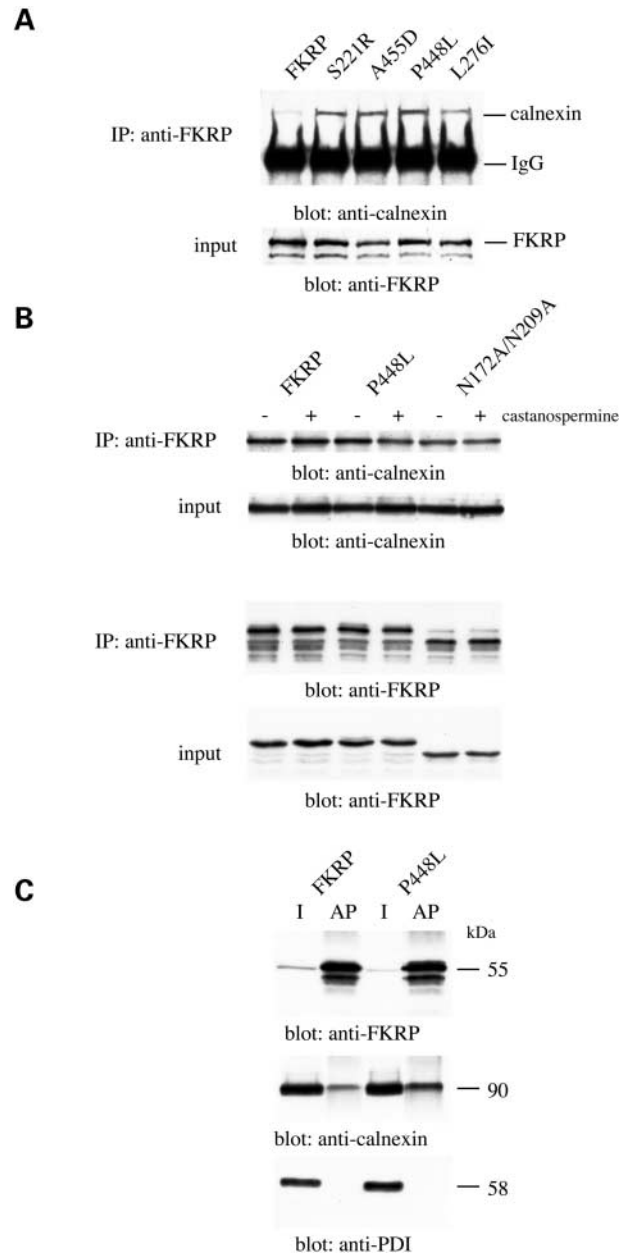 A
FKRP S221R A455D P448L L276I
IP: anti-FKRP
calnexin
IgG
blot: anti-calnexin
input
FKRP
blot: anti-FKRP
B
FKRP P448L N172A/N209A
- + - + - + castanospermine
IP: anti-FKRP
blot: anti-calnexin
input
blot: anti-calnexin
IP: anti-FKRP
blot: anti-FKRP
input
blot: anti-FKRP
C
FKRP P448L
I AP I AP
kDa
55
blot: anti-FKRP
90
blot: anti-calnexin
58
blot: anti-PDI